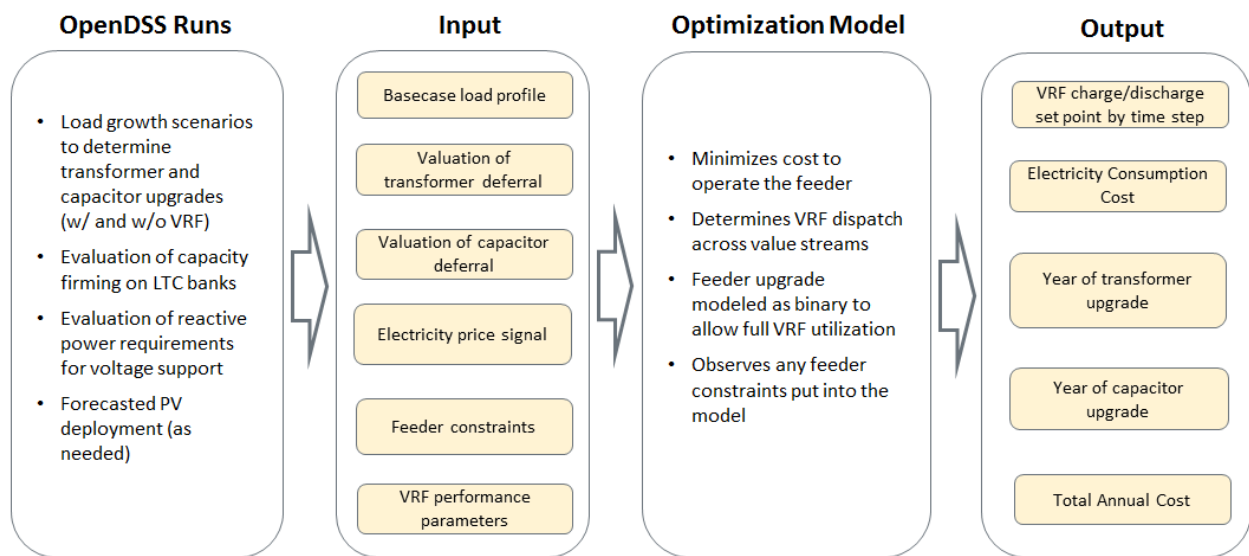 OpenDSS Runs
• Load growth scenarios
to determine
transformer and
capacitor upgrades
(w/ and w/o VRF)
• Evaluation of capacity
firming on LTC banks
• Evaluation of reactive
power requirements
for voltage support
• Forecasted PV
deployment (as
needed)
Input
Basecase load profile
Valuation of
transformer deferral
Valuation of capacitor
deferral
Electricity price signal
Feeder constraints
VRF performance
parameters
Optimization Model
• Minimizes cost to
operate the feeder
• Determines VRF dispatch
across value streams
• Feeder upgrade
modeled as binary to
allow full VRF utilization
• Observes any feeder
constraints put into the
model
Output
VRF charge/discharge
set point by time step
Electricity Consumption
Cost
Year of transformer
upgrade
Year of capacitor
upgrade
Total Annual Cost